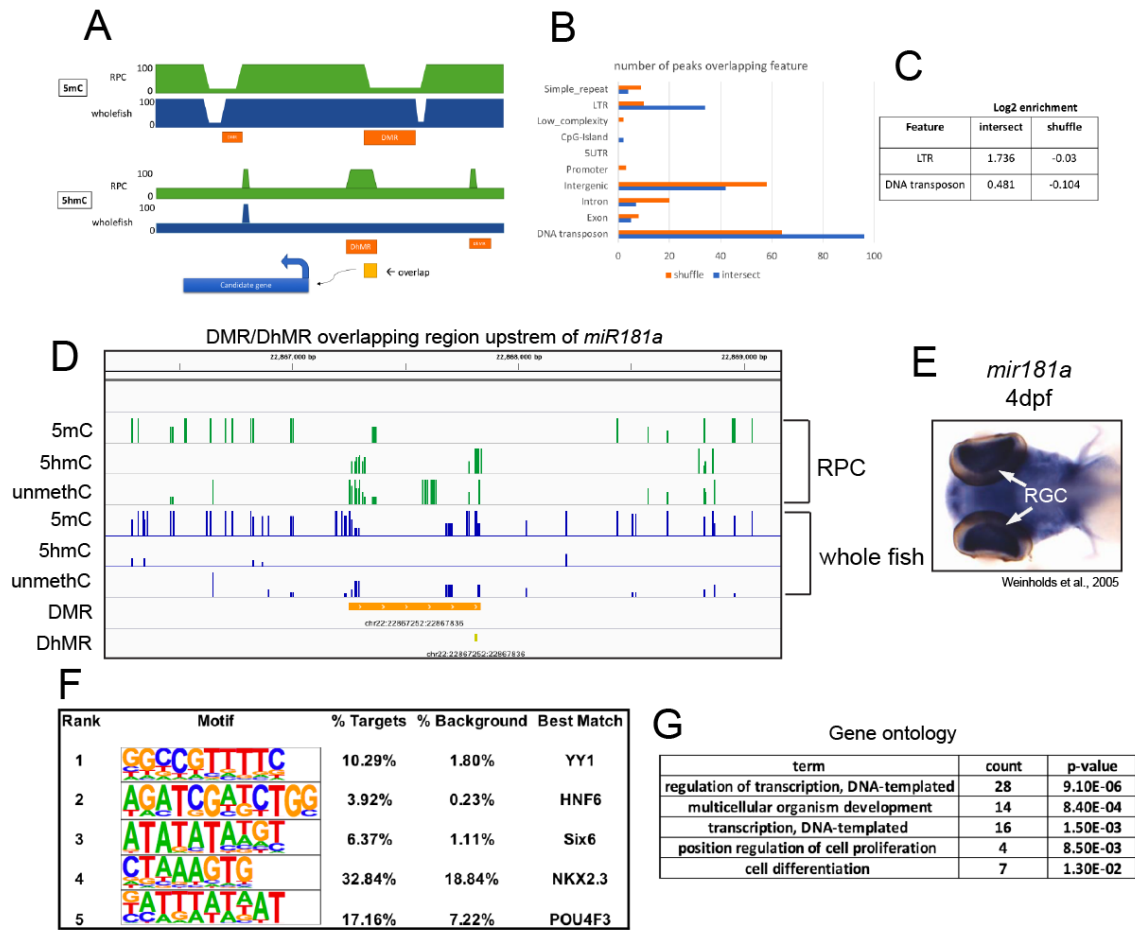 A
5mC
RPC
100
0
wholefish
100
0
DMR
5hmC
RPC
100
0
wholefish
100
0
DhMR
← overlap
Candidate gene
B
number of peaks overlapping feature
Simple_repeat
LTR
Low_complexity
CpG-Island
5UTR
Promoter
Intergenic
Intron
Exon
DNA transposon
0 20 40 60 80 100
shuffle intersect
C
Log2 enrichment
Feature intersect shuffle
LTR 1.736 -0.03
DNA transposon 0.481 -0.104
D
DMR/DhMR overlapping region upstrem of miR181a
22,867,000 bp 22,868,000 bp 22,869,000 bp
5mC
5hmC
unmethC
RPC
5mC
5hmC
unmethC
whole fish
DMR
chr22:22867252:22867836
DhMR
chr22:22867252:22867836
E
mir181a
4dpf
RGC
Weinholds et al., 2005
F
Rank Motif % Targets % Background Best Match
1 GGCCGTTTTC 10.29% 1.80% YY1
2 AGATCGATCTGG 3.92% 0.23% HNF6
3 ATATATAAGT 6.37% 1.11% Six6
4 CTAAAGTG 32.84% 18.84% NKX2.3
5 GATTTATAAT 17.16% 7.22% POU4F3
G
Gene ontology
term count p-value
regulation of transcription, DNA-templated 28 9.10E-06
multicellular organism development 14 8.40E-04
transcription, DNA-templated 16 1.50E-03
position regulation of cell proliferation 4 8.50E-03
cell differentiation 7 1.30E-02